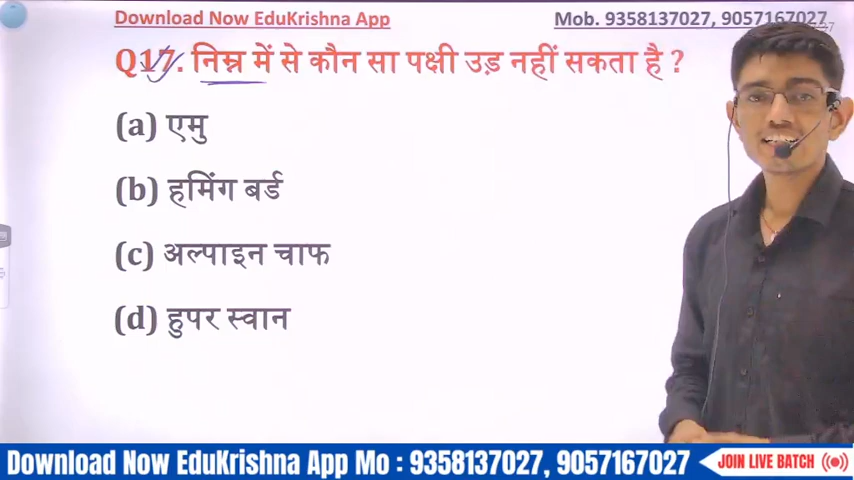 Download Now EduKrishna App
Mob. 9358137027, 9057167027
Q17. निम्न में से कौन सा पक्षी उड़ नहीं सकता है ?
(a) एमु
(b) हमिंग बर्ड
(c) अल्पाइन चाफ
(d) हुपर स्वान
Download Now EduKrishna App Mo : 9358137027, 9057167027
JOIN LIVE BATCH